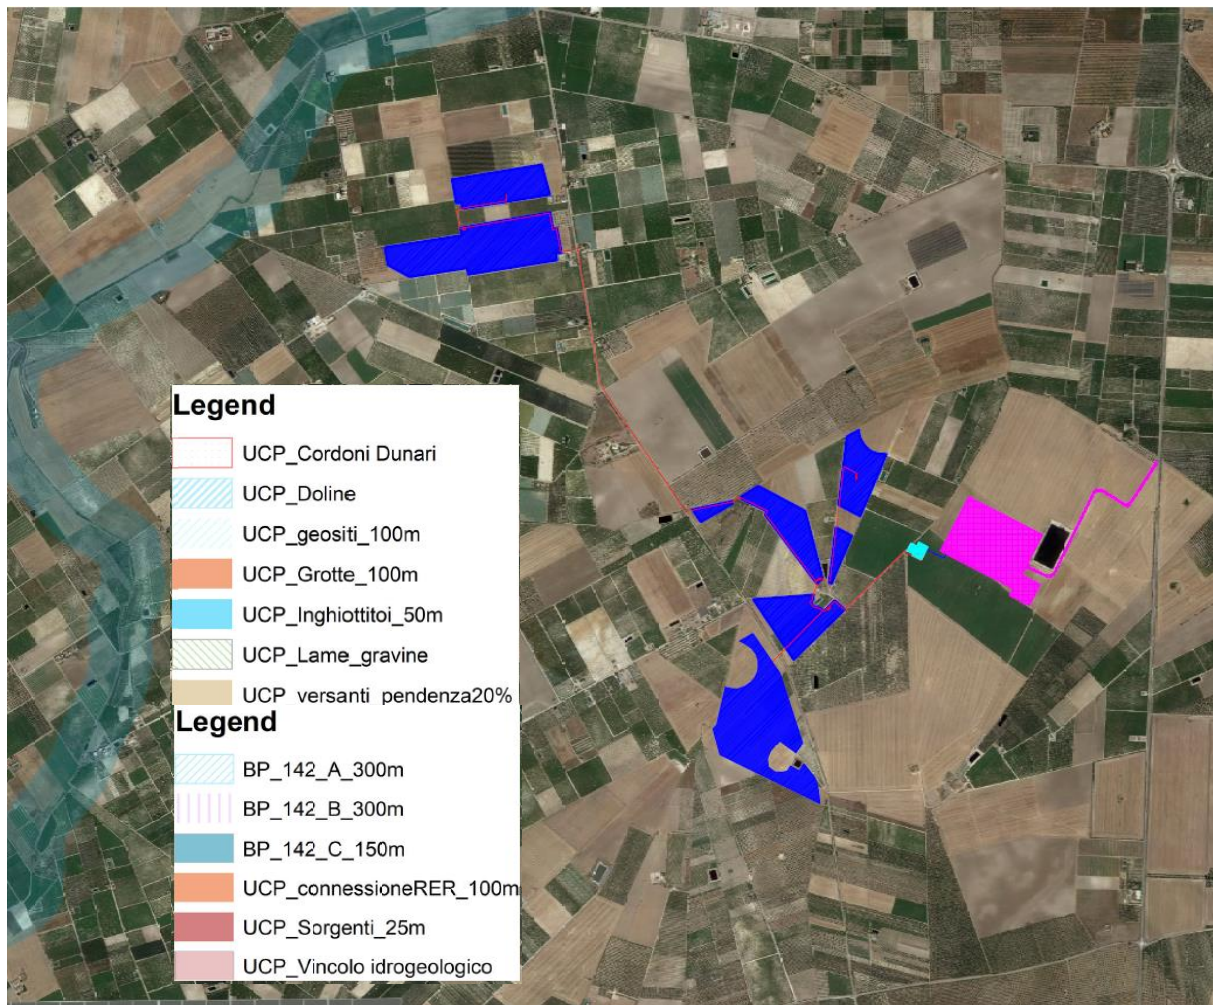 Legend
UCP_Cordoni Dunari
UCP_Doline
UCP_geositi_100m
UCP_Grotte_100m
UCP_Inghiottitoi_50m
UCP_Lame_gravine
UCP_versanti_pendenza20%
Legend
BP_142_A_300m
BP_142_B_300m
BP_142_C_150m
UCP_connessioneRER_100m
UCP_Sorgenti_25m
UCP_Vincolo idrogeologico